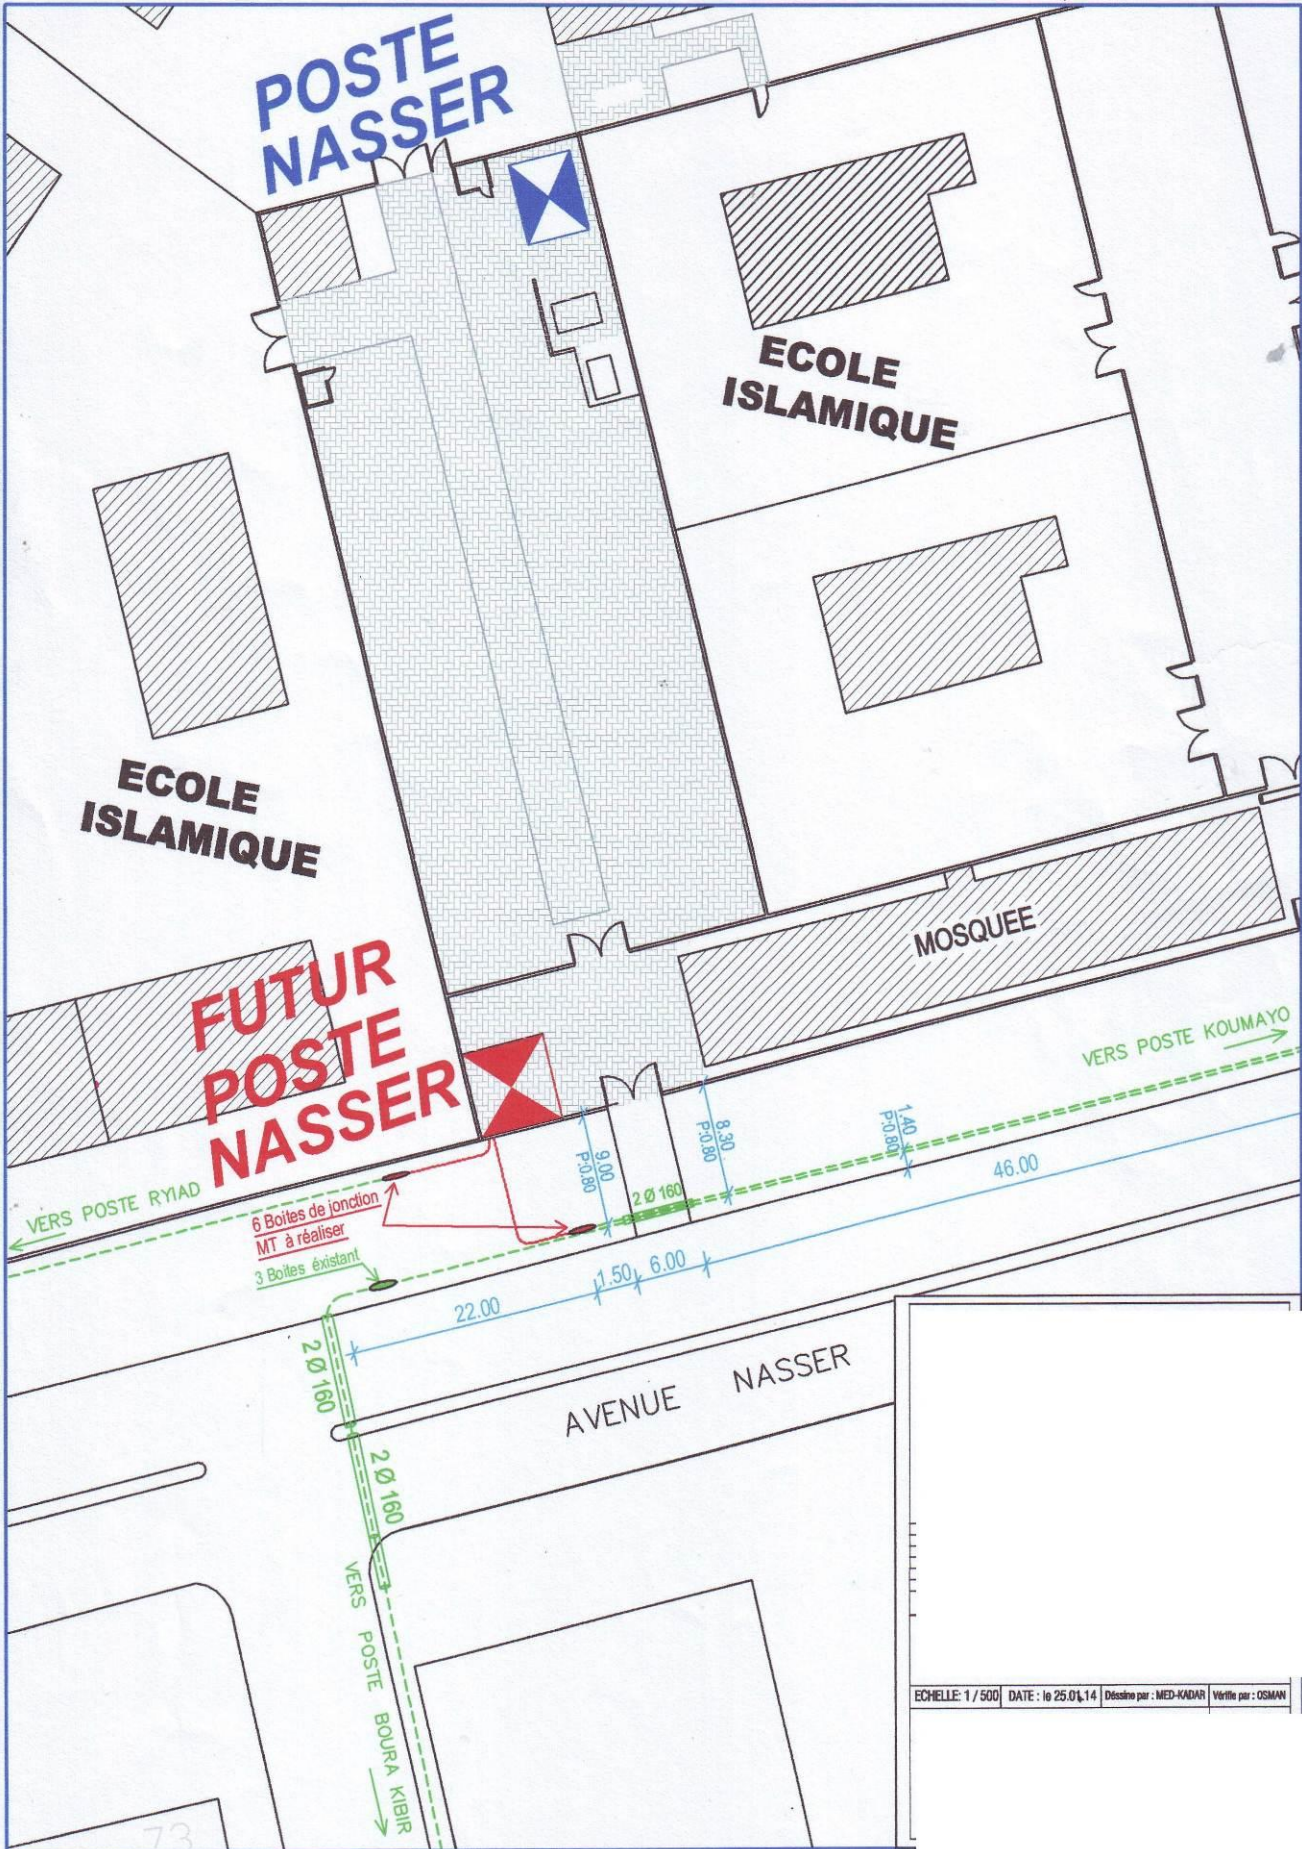 POSTE
NASSER
ECOLE
ISLAMIQUE
ECOLE
ISLAMIQUE
MOSQUEE
FUTUR
POSTE
NASSER
VERS POSTE KOUMAYO
1.40
P:0.80
8.30
P:0.80
9.00
P:0.80
46.00
2 Ø 160
VERS POSTE RYIAD
6 Boites de jonction
MT à réaliser
3 Boites éxistant
22.00
1.50
6.00
2 Ø 160
AVENUE NASSER
2 Ø 160
VERS POSTE BOURA KIBIR
ECHELLE: 1 / 500
DATE : le 25.01.14
Déssine par : MED-KADAR
Vérifie par : OSMAN
73